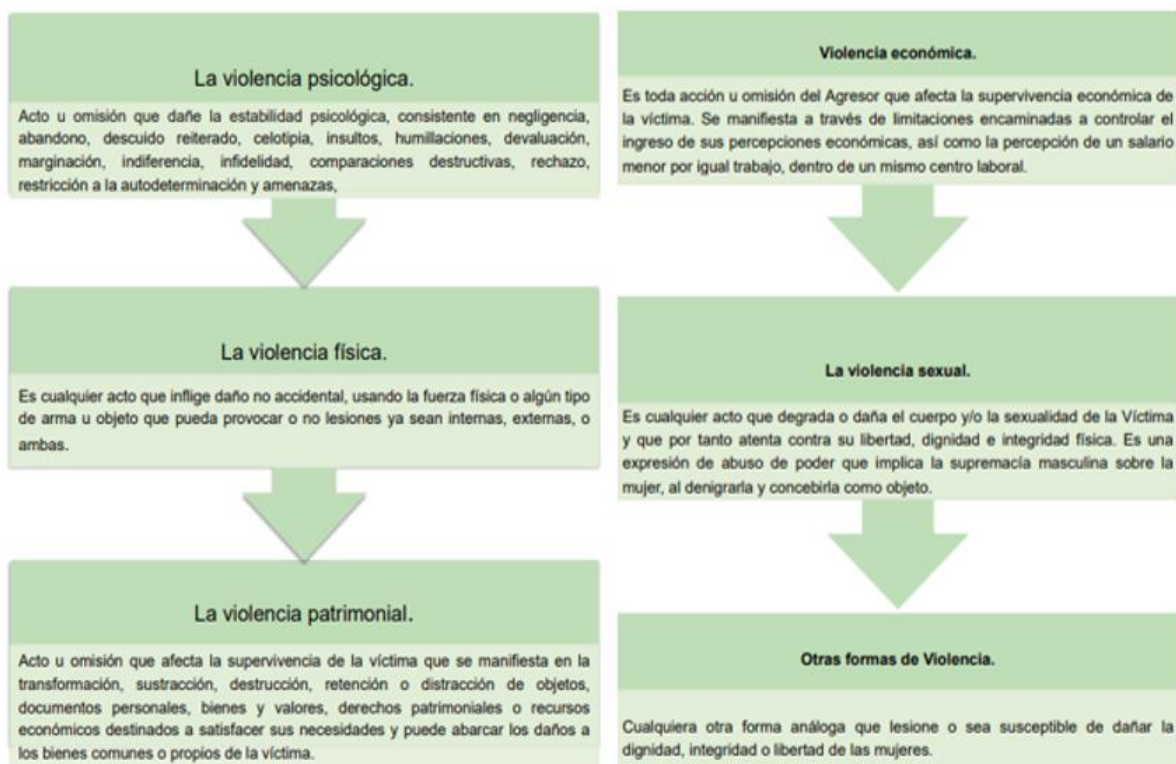 La violencia psicológica.
Acto u omisión que dañe la estabilidad psicológica, consistente en negligencia,
abandono, descuido reiterado, celotipia, insultos, humillaciones, devaluación,
marginación, indiferencia, infidelidad, comparaciones destructivas, rechazo,
restricción a la autodeterminación y amenazas,
La violencia física.
Es cualquier acto que inflige daño no accidental, usando la fuerza física o algún tipo
de arma u objeto que pueda provocar o no lesiones ya sean internas, externas, o
ambas.
La violencia patrimonial.
Acto u omisión que afecta la supervivencia de la víctima que se manifiesta en la
transformación, sustracción, destrucción, retención o distracción de objetos,
documentos personales, bienes y valores, derechos patrimoniales o recursos
económicos destinados a satisfacer sus necesidades y puede abarcar los daños a
los bienes comunes o propios de la víctima.
Violencia económica.
Es toda acción u omisión del Agresor que afecta la supervivencia económica de
la víctima. Se manifiesta a través de limitaciones encaminadas a controlar el
ingreso de sus percepciones económicas, así como la percepción de un salario
menor por igual trabajo, dentro de un mismo centro laboral.
La violencia sexual.
Es cualquier acto que degrada o daña el cuerpo y/o la sexualidad de la Víctima
y que por tanto atenta contra su libertad, dignidad e integridad física. Es una
expresión de abuso de poder que implica la supremacía masculina sobre la
mujer, al denigrarla y concebirla como objeto.
Otras formas de Violencia.
Cualquiera otra forma análoga que lesione o sea susceptible de dañar la
dignidad, integridad o libertad de las mujeres.